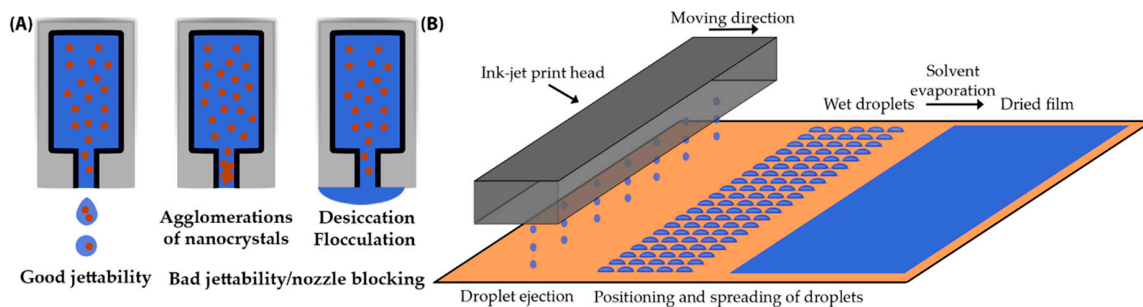 (A)
Agglomerations
of nanocrystals
Desiccation
Flocculation
Good jettability
Bad jettability/nozzle blocking
(B)
Moving direction
Ink-jet print head
Solvent
evaporation
Wet droplets
Dried film
Droplet ejection
Positioning and spreading of droplets